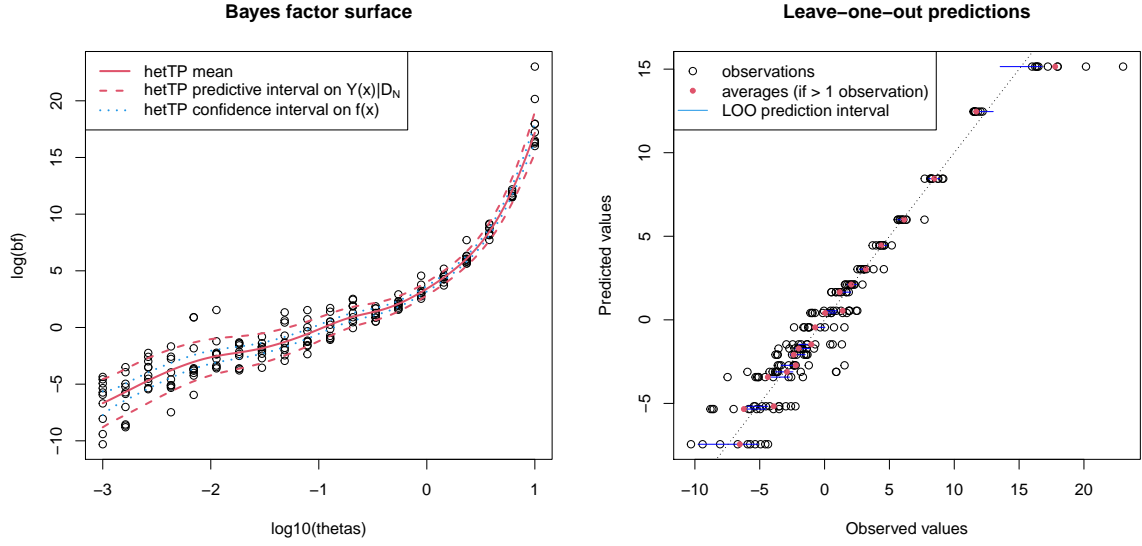 Bayes factor surface
hetTP mean
hetTP predictive interval on Y(x)|D_N
hetTP confidence interval on f(x)
log(bf)
20
15
10
5
0
−5
−10
−3
−2
−1
0
1
log10(thetas)
Leave−one−out predictions
observations
averages (if > 1 observation)
LOO prediction interval
Predicted values
15
10
5
0
−5
−10
−5
0
5
10
15
20
Observed values